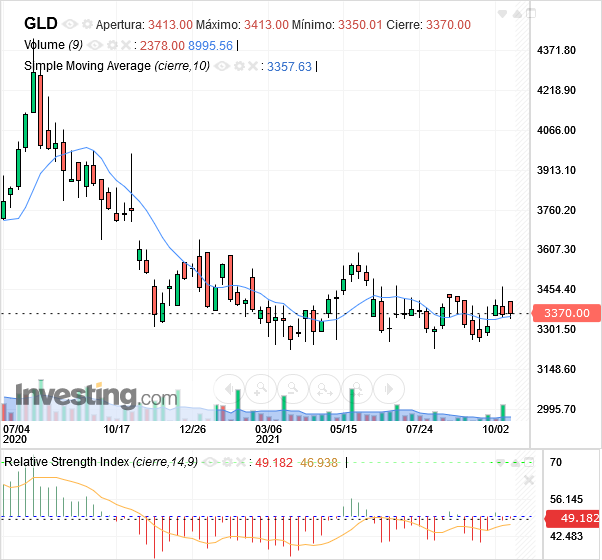 GLD Apertura: 3413.00 Máximo: 3413.00 Mínimo: 3350.01 Cierre: 3370.00
Volume (9) : 2378.00 8995.56
Simple Moving Average (cierre,10) : 3357.63
4371.80
4218.90
4066.00
3913.10
3760.20
3607.30
3454.40
3370.00
3301.50
3148.60
2995.70
Investing.com
07/04 10/17 12/26 03/06 05/15 07/24 10/02
2020 2021
Relative Strength Index (cierre,14,9) : 49.182 46.938
70
56.145
49.182
42.483